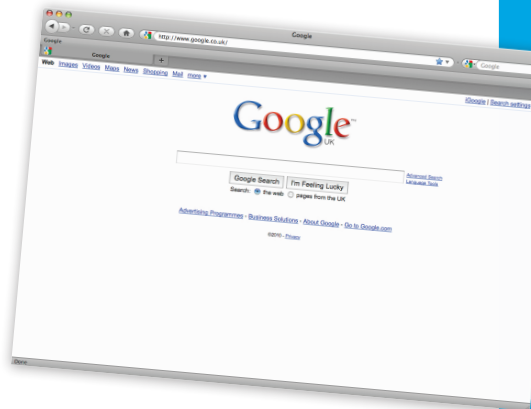 Google
http://www.google.co.uk/
Google
Google
Google
+
Web Images Videos Maps News Shopping Mail more
iGoogle | Search settings
Google™
UK
Advanced Search
Language Tools
Google Search I'm Feeling Lucky
Search: the web pages from the UK
Advertising Programmes - Business Solutions - About Google - Go to Google.com
©2010 - Privacy
Done